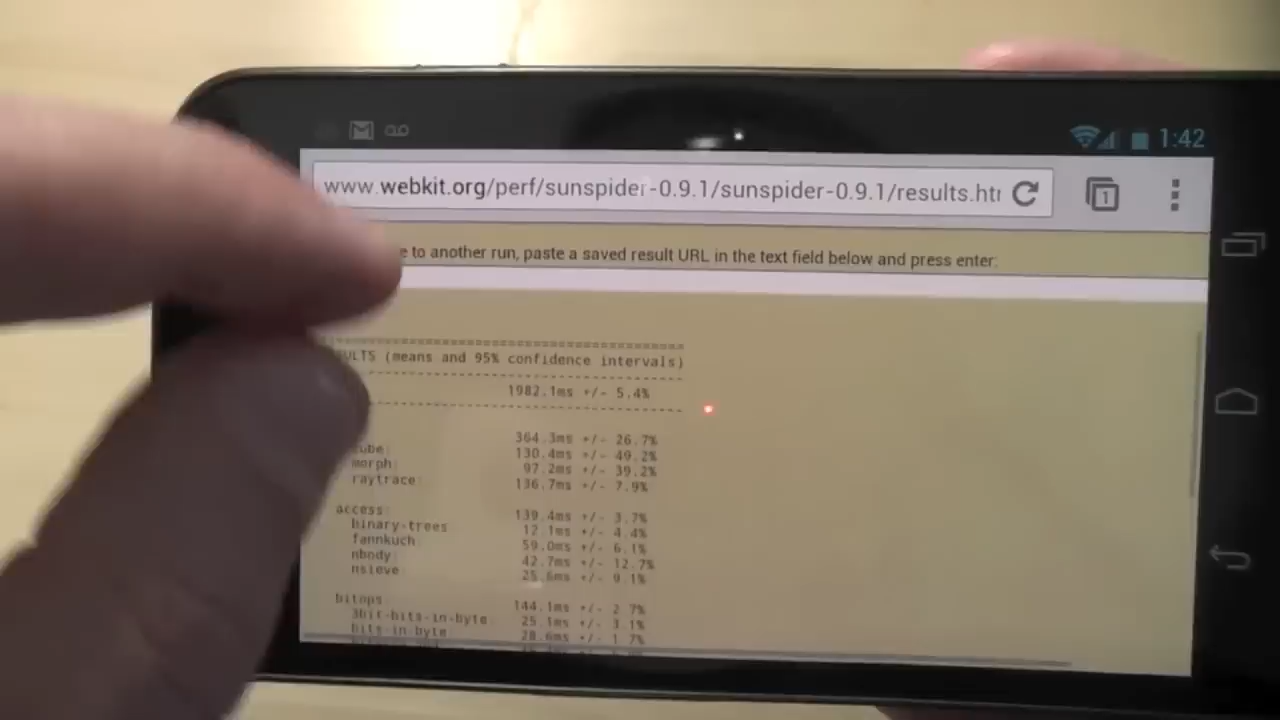 1:42
www.webkit.org/perf/sunspider-0.9.1/sunspider-0.9.1/results.htm
1
e to another run, paste a saved result URL in the text field below and press enter:
============================================
ULTS (means and 95% confidence intervals)
--------------------------------------------
1982.1ms +/- 5.4%
--------------------------------------------
364.3ms +/- 26.7%
ube: 130.4ms +/- 49.2%
morph: 97.2ms +/- 39.2%
raytrace: 136.7ms +/- 7.9%
access: 139.4ms +/- 3.7%
binary-trees 12.1ms +/- 4.4%
fannkuch: 59.0ms +/- 6.1%
nbody: 42.7ms +/- 12.7%
nsieve: 25.6ms +/- 9.1%
bitops: 144.1ms +/- 2.7%
3bit-bits-in-byte: 25.1ms +/- 3.1%
bits-in-byte: 28.6ms +/- 1.7%